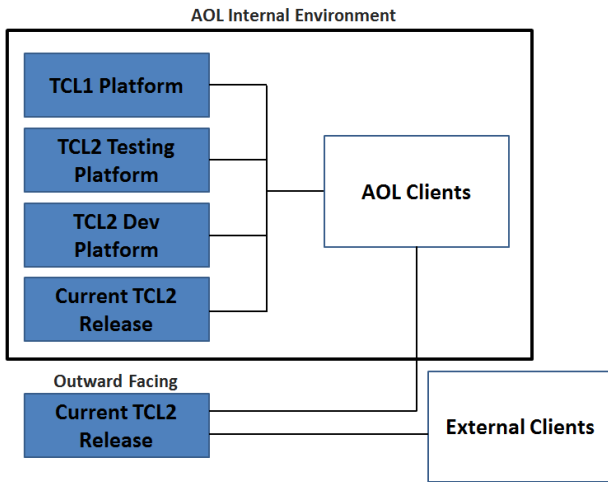 AOL Internal Environment
TCL1 Platform
TCL2 Testing
Platform
AOL Clients
TCL2 Dev
Platform
Current TCL2
Release
Outward Facing
Current TCL2
Release
External Clients